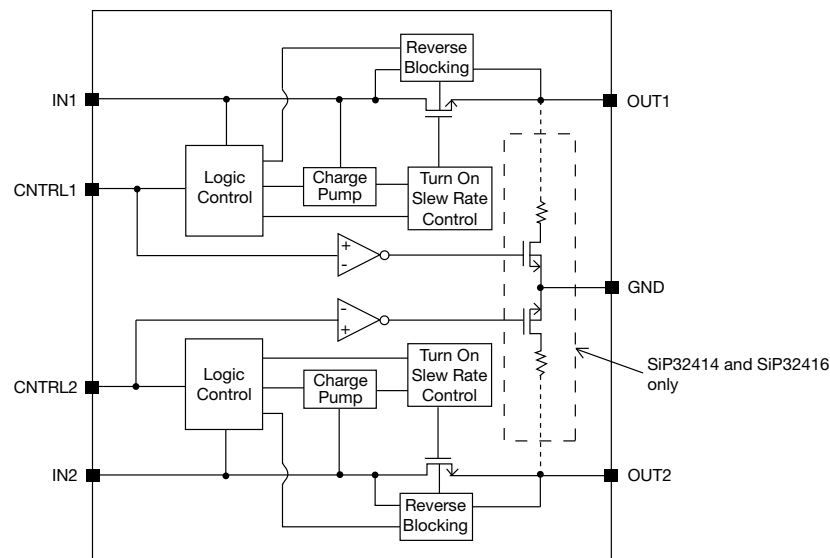 Reverse
Blocking
IN1
OUT1
Logic
Control
CNTRL1
Charge
Pump
Turn On
Slew Rate
Control
+
-
GND
-
+
SiP32414 and SiP32416
only
CNTRL2
Logic
Control
Charge
Pump
Turn On
Slew Rate
Control
IN2
OUT2
Reverse
Blocking